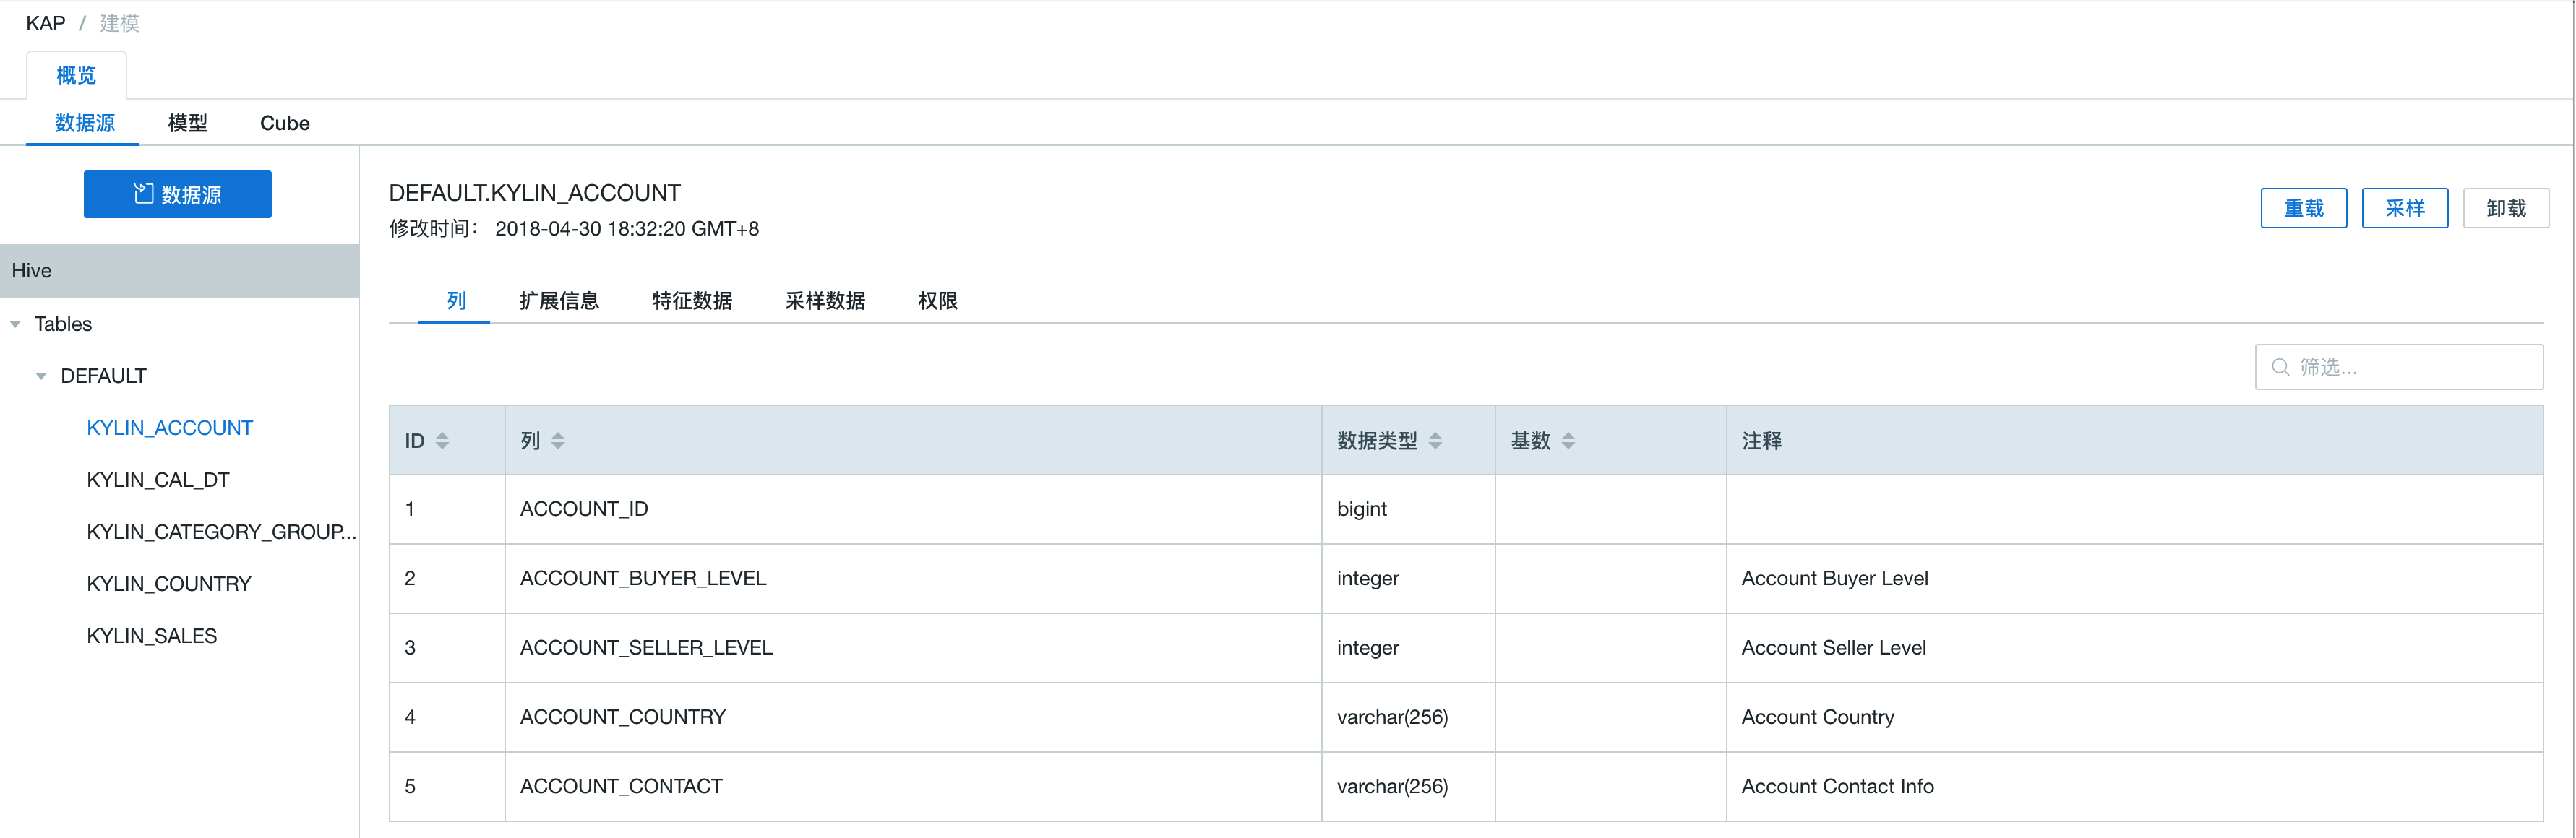 KAP / 建模
概览
数据源 模型 Cube
数据源
Hive
Tables
DEFAULT
KYLIN_ACCOUNT
KYLIN_CAL_DT
KYLIN_CATEGORY_GROUP...
KYLIN_COUNTRY
KYLIN_SALES
DEFAULT.KYLIN_ACCOUNT
修改时间： 2018-04-30 18:32:20 GMT+8
重载 采样 卸载
列 扩展信息 特征数据 采样数据 权限
筛选...
ID 列 数据类型 基数 注释
1 ACCOUNT_ID bigint
2 ACCOUNT_BUYER_LEVEL integer Account Buyer Level
3 ACCOUNT_SELLER_LEVEL integer Account Seller Level
4 ACCOUNT_COUNTRY varchar(256) Account Country
5 ACCOUNT_CONTACT varchar(256) Account Contact Info